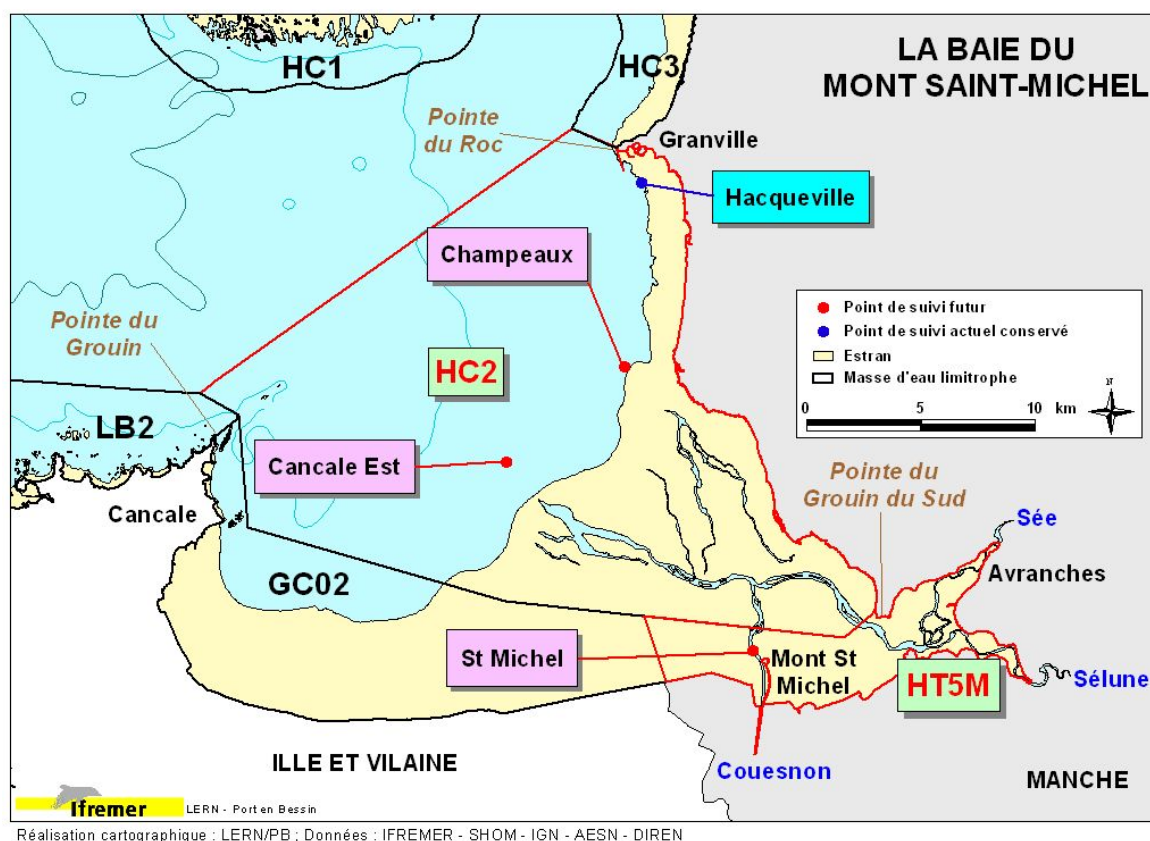 LA BAIE DU
MONT SAINT-MICHEL
HC1
HC3
Pointe
du Roc
Granville
Hacqueville
Champeaux
Pointe du
Grouin
HC2
Point de suivi futur
Point de suivi actuel conservé
Estran
Masse d'eau limitrophe
N
0 5 10 km
LB2
Cancale Est
Cancale
Pointe du
Grouin du Sud
Sée
Avranches
GC02
St Michel
Mont St
Michel
HT5M
Sélune
Couesnon
ILLE ET VILAINE
MANCHE
Ifremer
LERN - Port en Bessin
Réalisation cartographique : LERN/PB ; Données : IFREMER - SHOM - IGN - AESN - DIREN